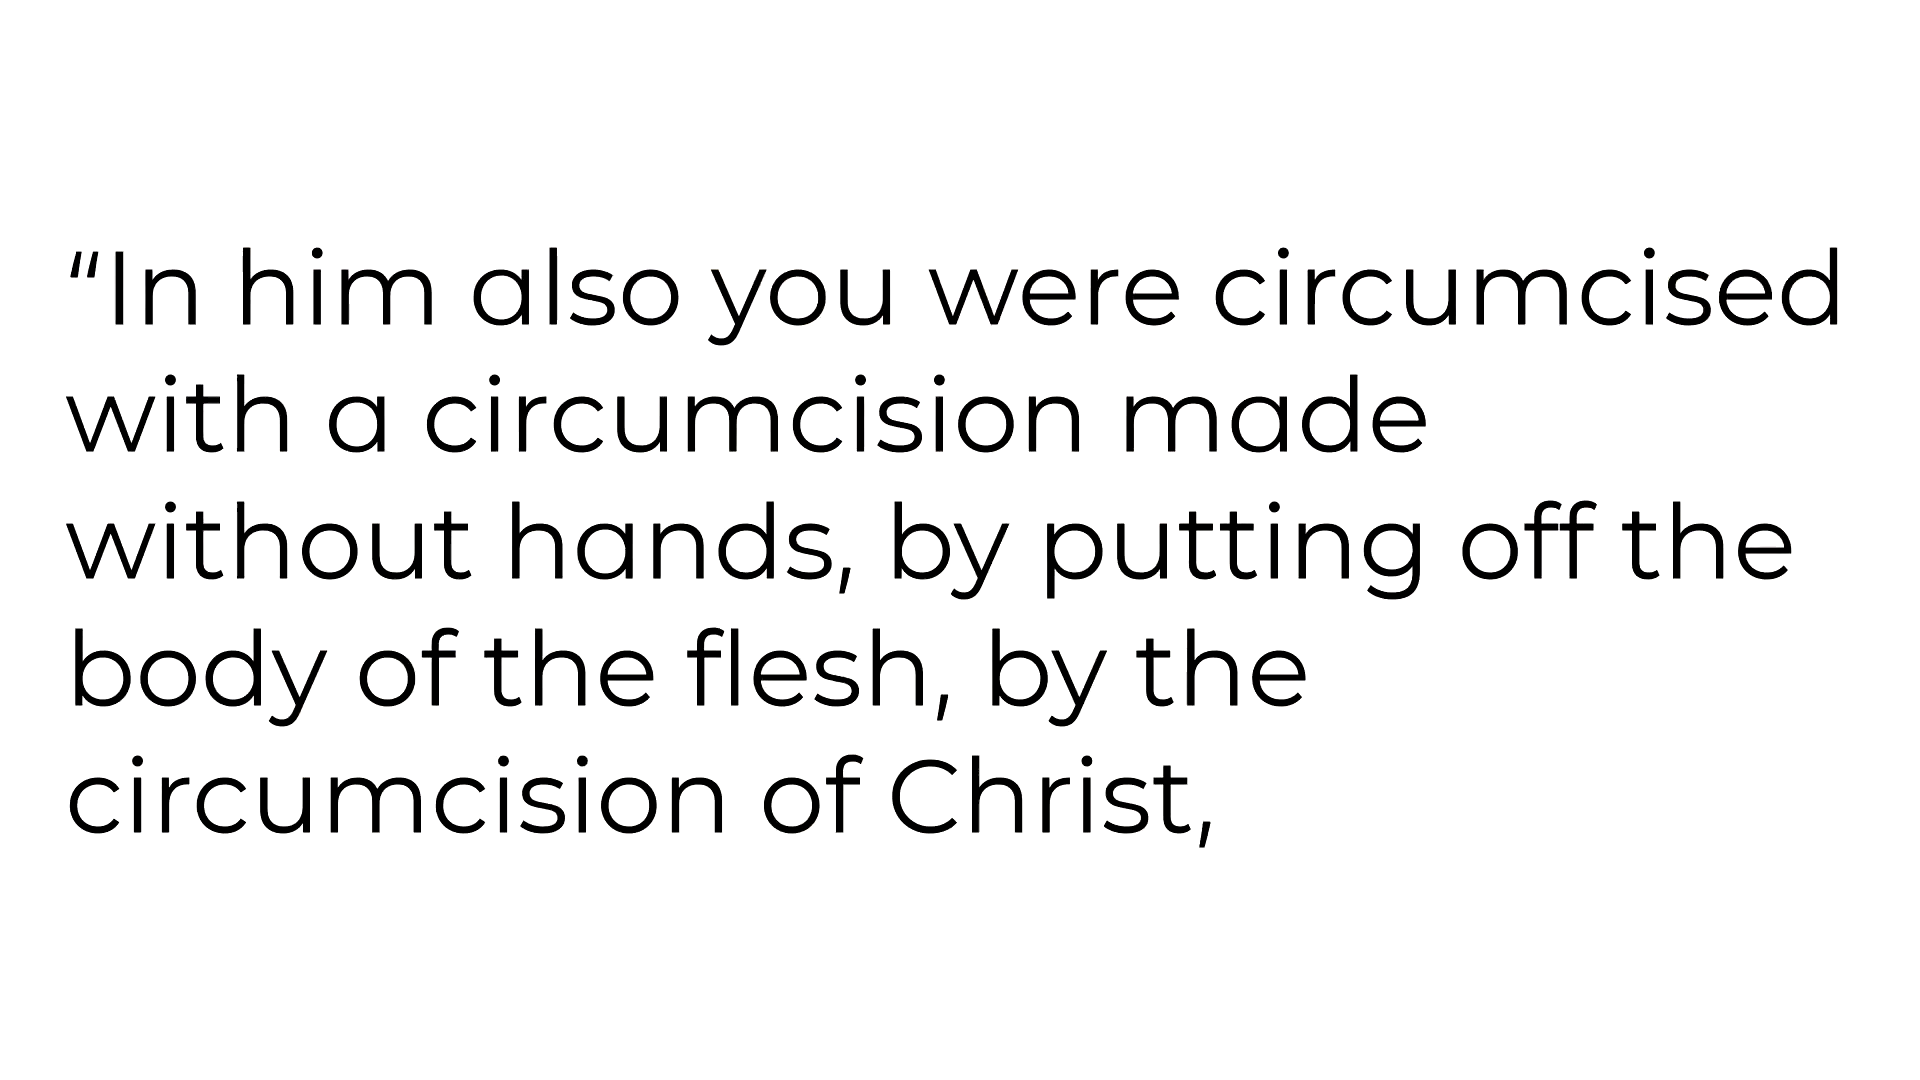 “In him also you were circumcised
with a circumcision made
without hands, by putting off the
body of the flesh, by the
circumcision of Christ,